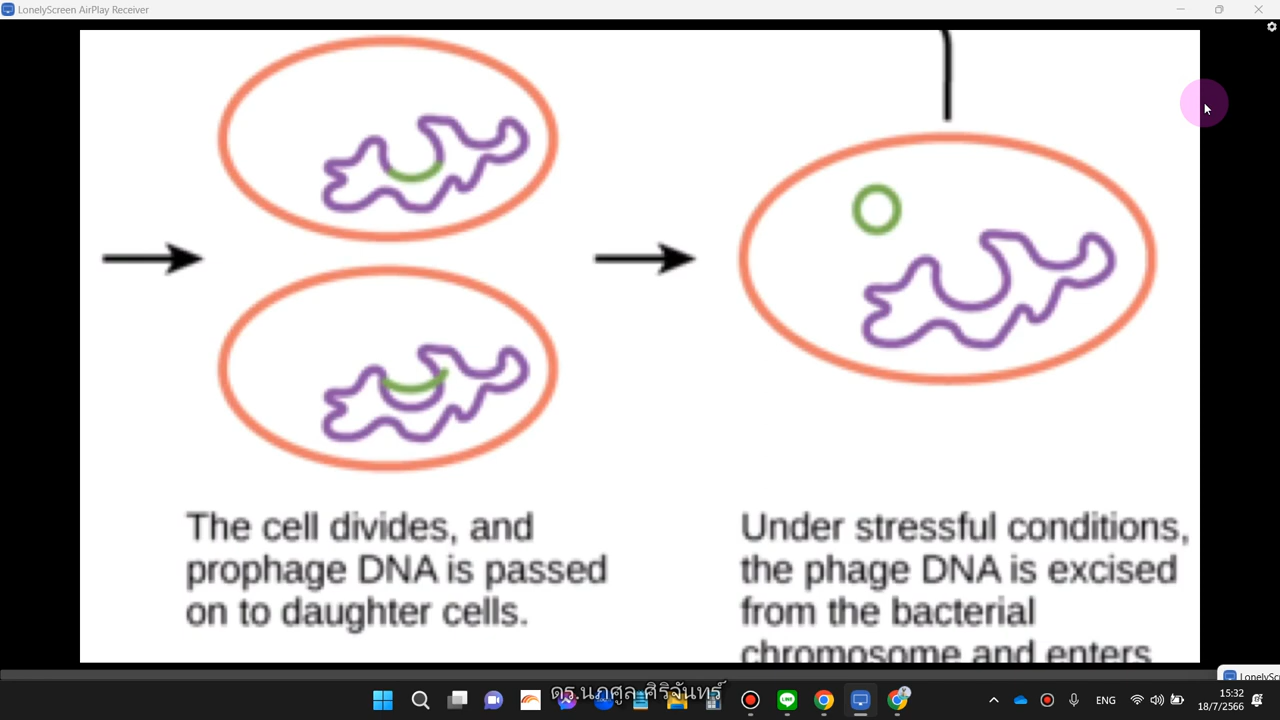 LonelyScreen AirPlay Receiver
The cell divides, and
prophage DNA is passed
on to daughter cells.
Under stressful conditions,
the phage DNA is excised
from the bacterial
chromosome and enters
LonelySc
ดร.นภศูล ศิริจันทร์
ENG
15:32
18/7/2566